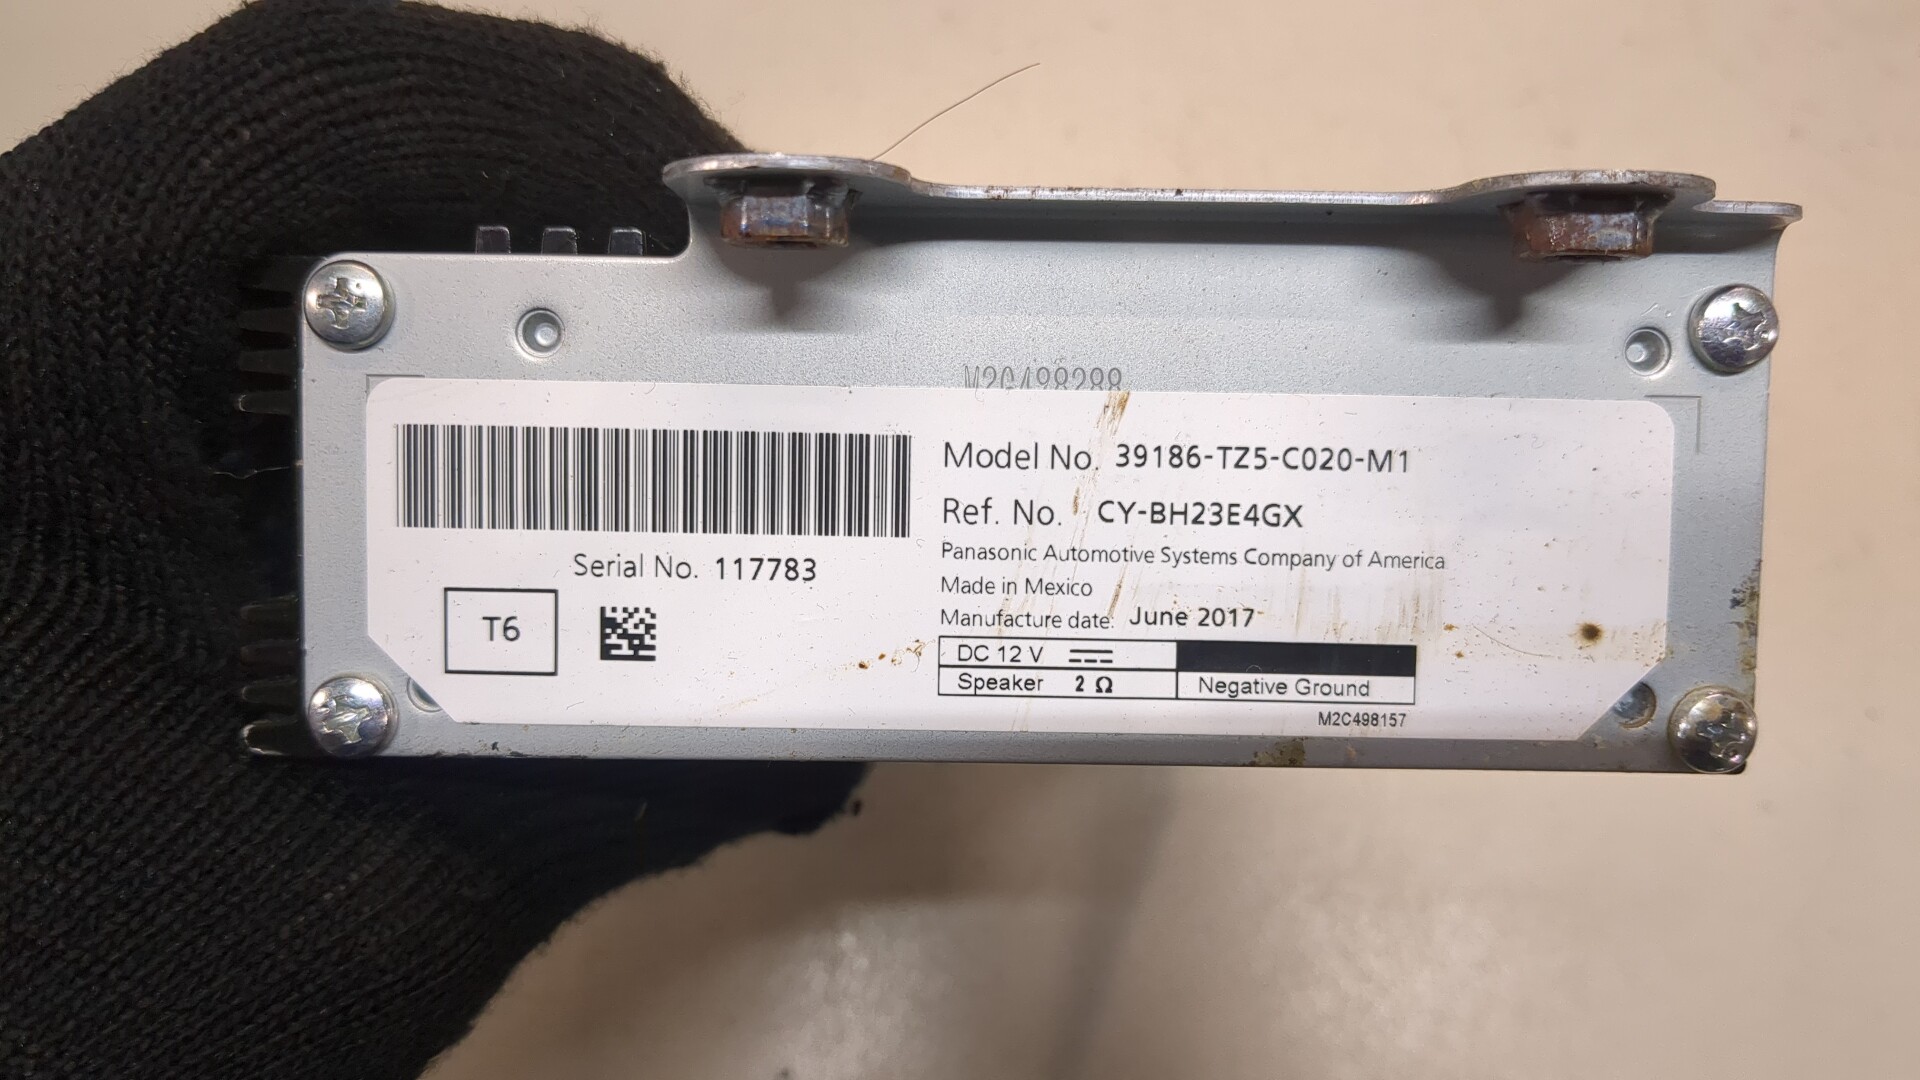 M2C498288
Model No. 39186-TZ5-C020-M1
Ref. No. CY-BH23E4GX
Panasonic Automotive Systems Company of America
Made in Mexico
Manufacture date: June 2017
Serial No. 117783
T6
DC 12 V ⎓
Speaker 2 Ω
Negative Ground
M2C498157